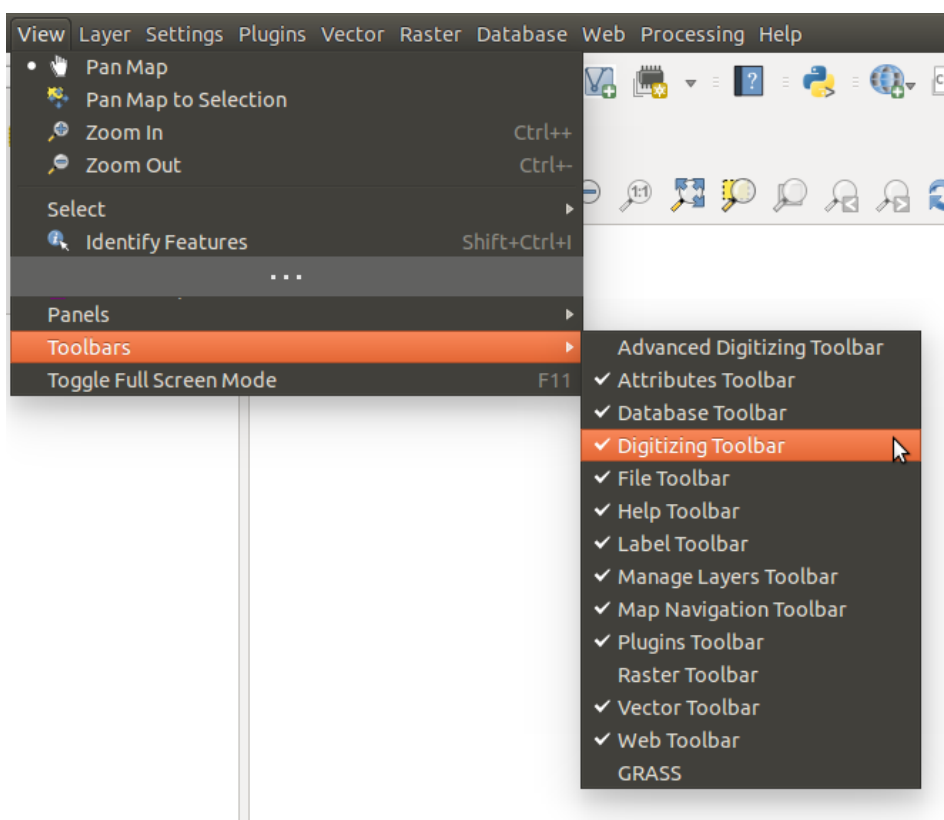 View Layer Settings Plugins Vector Raster Database Web Processing Help
Pan Map
Pan Map to Selection
Zoom In Ctrl++
Zoom Out Ctrl+-
1:1
Select
Identify Features Shift+Ctrl+I
...
Panels
Toolbars
Toggle Full Screen Mode F11
Advanced Digitizing Toolbar
Attributes Toolbar
Database Toolbar
Digitizing Toolbar
File Toolbar
Help Toolbar
Label Toolbar
Manage Layers Toolbar
Map Navigation Toolbar
Plugins Toolbar
Raster Toolbar
Vector Toolbar
Web Toolbar
GRASS